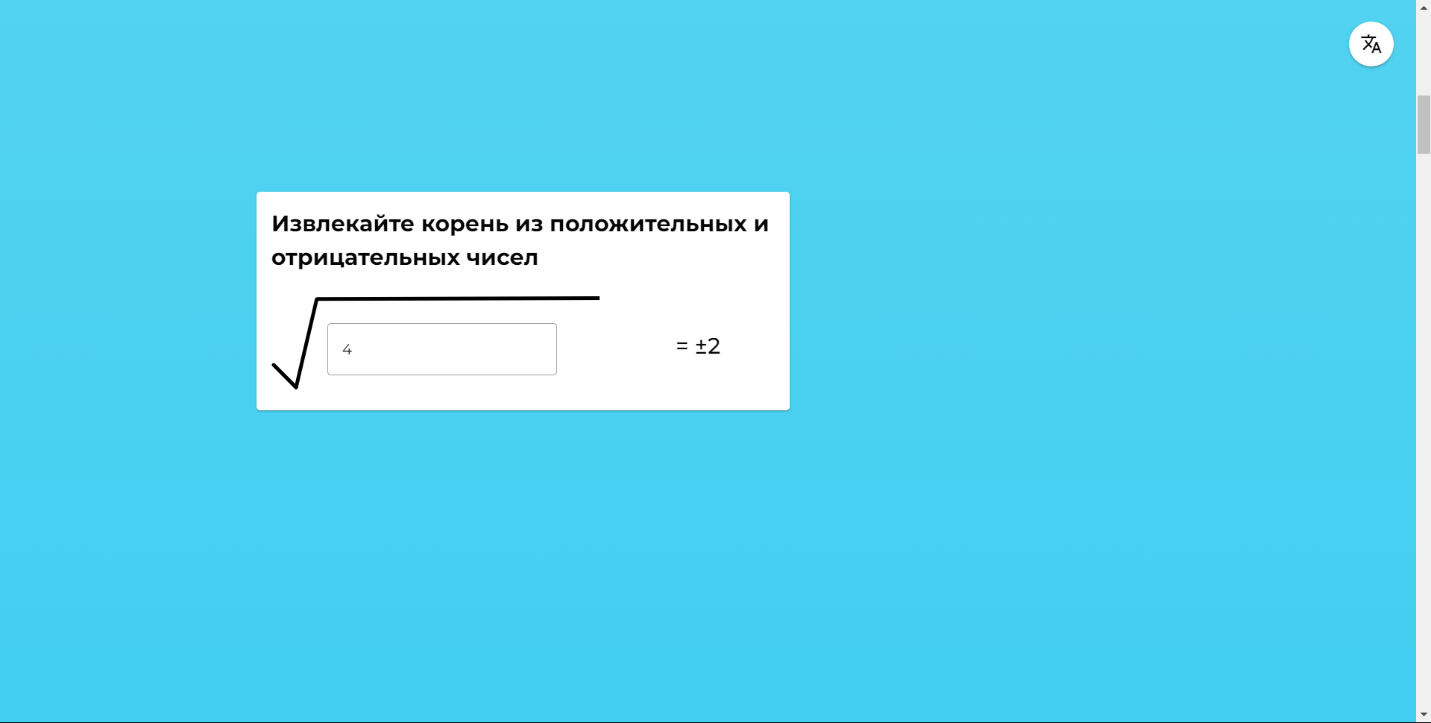 Извлекайте корень из положительных и
отрицательных чисел
4 = ±2